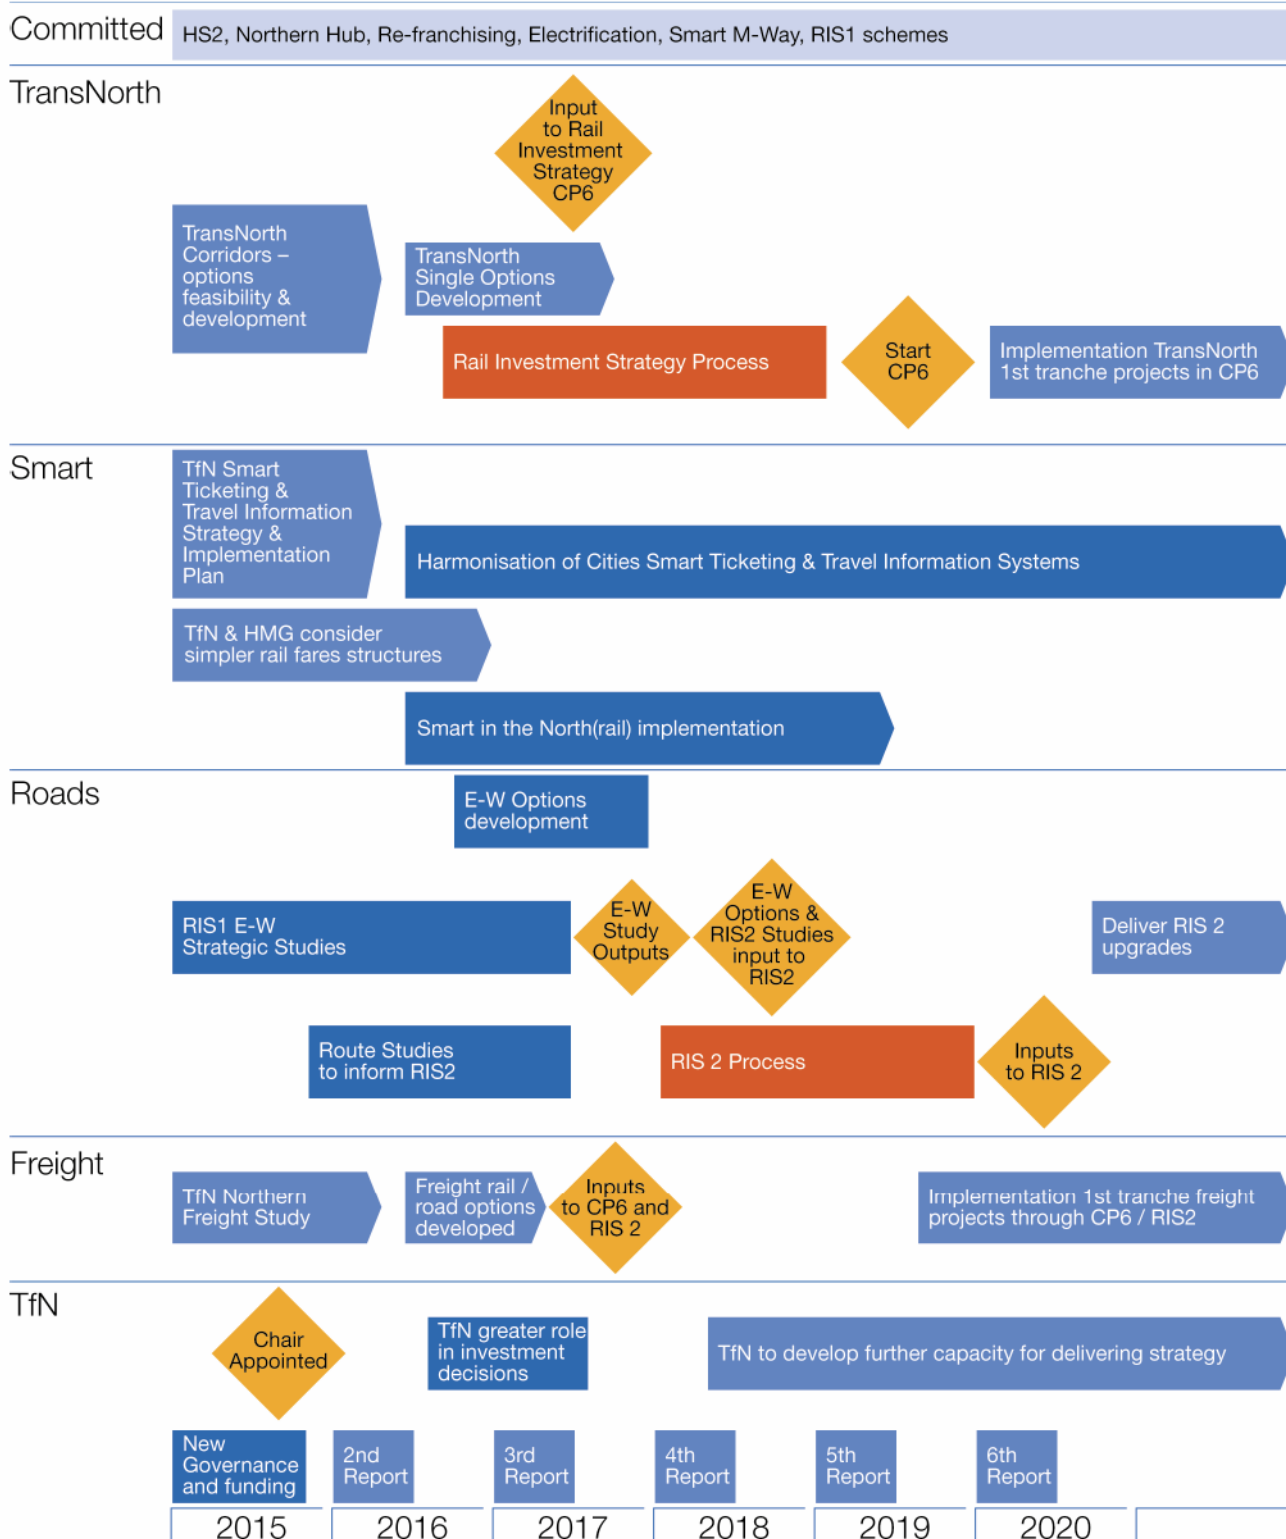 Committed
HS2, Northern Hub, Re-franchising, Electrification, Smart M-Way, RIS1 schemes
TransNorth
Input
to Rail
Investment
Strategy
CP6
TransNorth
Corridors –
options
feasibility &
development
TransNorth
Single Options
Development
Rail Investment Strategy Process
Start
CP6
Implementation TransNorth
1st tranche projects in CP6
Smart
TfN Smart
Ticketing &
Travel Information
Strategy &
Implementation
Plan
Harmonisation of Cities Smart Ticketing & Travel Information Systems
TfN & HMG consider
simpler rail fares structures
Smart in the North(rail) implementation
Roads
E-W Options
development
RIS1 E-W
Strategic Studies
E-W
Study
Outputs
E-W
Options &
RIS2 Studies
input to
RIS2
Deliver RIS 2
upgrades
Route Studies
to inform RIS2
RIS 2 Process
Inputs
to RIS 2
Freight
TfN Northern
Freight Study
Freight rail /
road options
developed
Inputs
to CP6 and
RIS 2
Implementation 1st tranche freight
projects through CP6 / RIS2
TfN
Chair
Appointed
TfN greater role
in investment
decisions
TfN to develop further capacity for delivering strategy
New
Governance
and funding
2nd
Report
3rd
Report
4th
Report
5th
Report
6th
Report
2015
2016
2017
2018
2019
2020